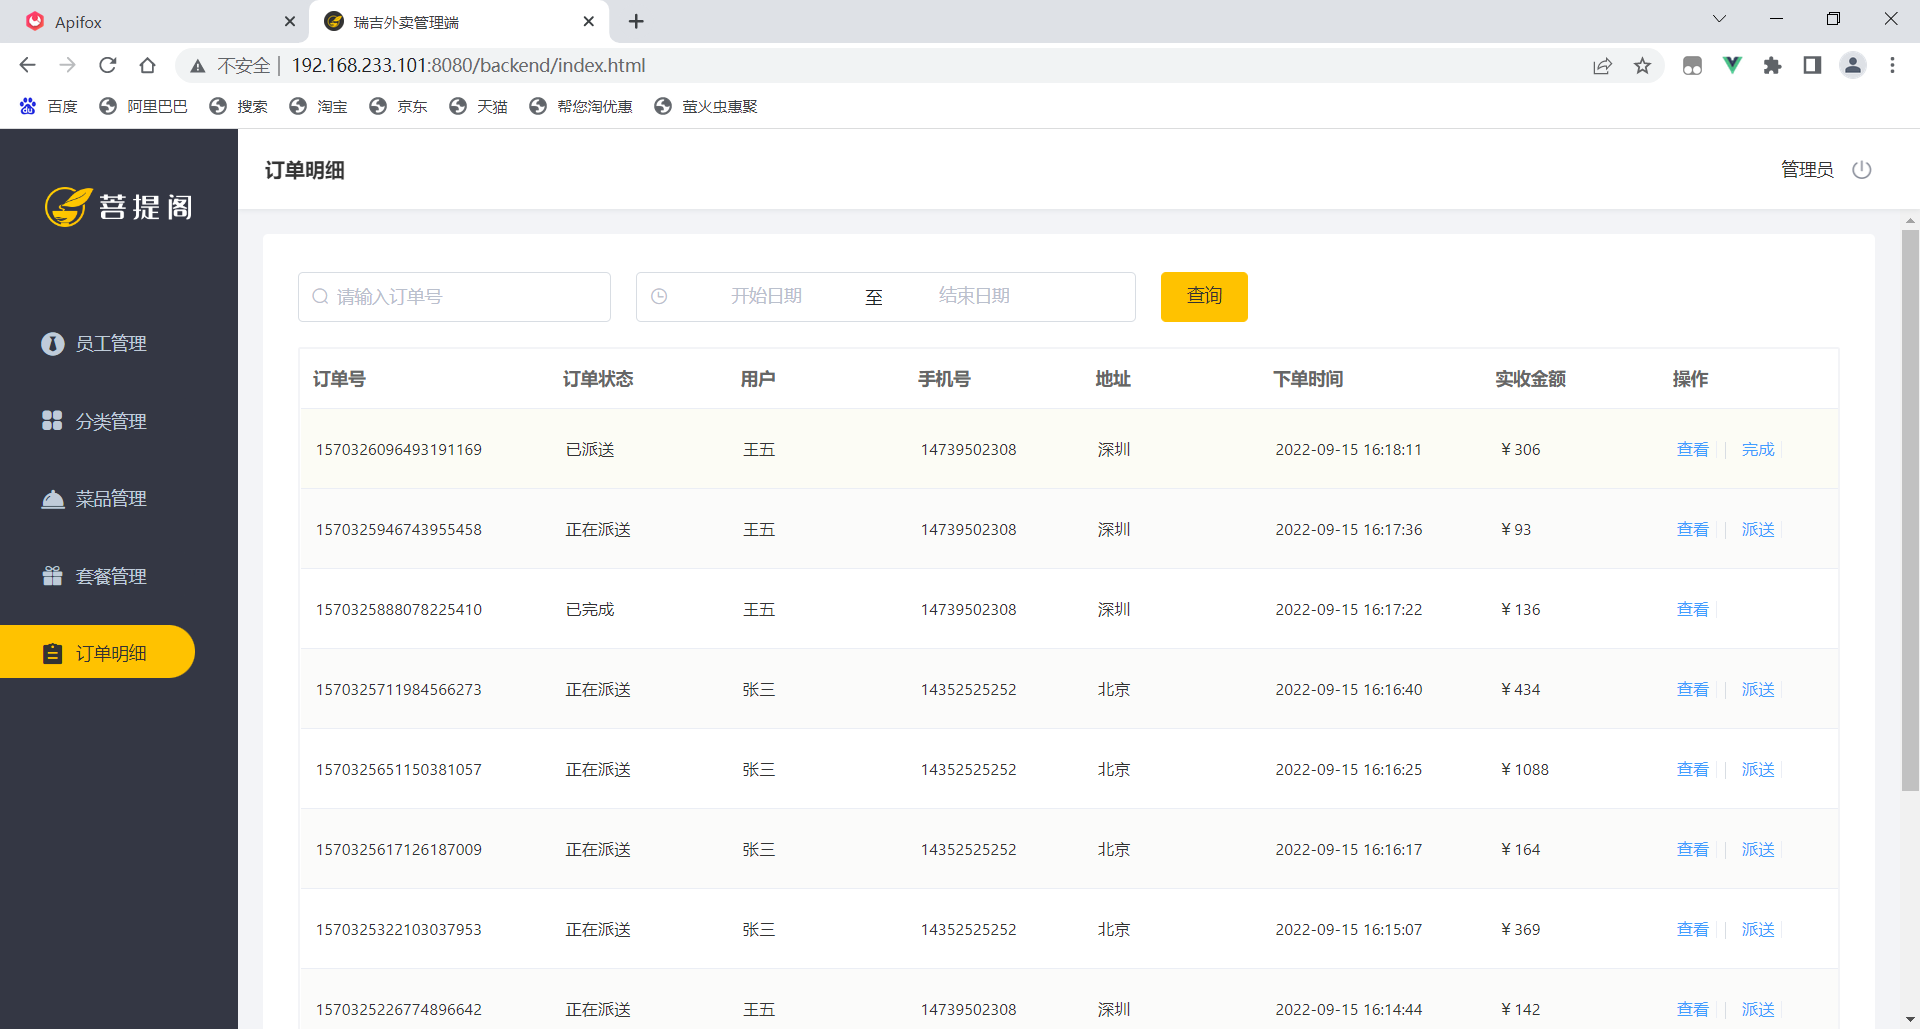 Apifox
瑞吉外卖管理端
不安全 192.168.233.101:8080/backend/index.html
百度 阿里巴巴 搜索 淘宝 京东 天猫 帮您淘优惠 萤火虫惠聚
菩提阁
订单明细
管理员
员工管理
分类管理
菜品管理
套餐管理
订单明细
请输入订单号 开始日期 至 结束日期 查询
订单号 订单状态 用户 手机号 地址 下单时间 实收金额 操作
1570326096493191169 已派送 王五 14739502308 深圳 2022-09-15 16:18:11 ￥306 查看 完成
1570325946743955458 正在派送 王五 14739502308 深圳 2022-09-15 16:17:36 ￥93 查看 派送
1570325888078225410 已完成 王五 14739502308 深圳 2022-09-15 16:17:22 ￥136 查看
1570325711984566273 正在派送 张三 14352525252 北京 2022-09-15 16:16:40 ￥434 查看 派送
1570325651150381057 正在派送 张三 14352525252 北京 2022-09-15 16:16:25 ￥1088 查看 派送
1570325617126187009 正在派送 张三 14352525252 北京 2022-09-15 16:16:17 ￥164 查看 派送
1570325322103037953 正在派送 张三 14352525252 北京 2022-09-15 16:15:07 ￥369 查看 派送
1570325226774896642 正在派送 王五 14739502308 深圳 2022-09-15 16:14:44 ￥142 查看 派送